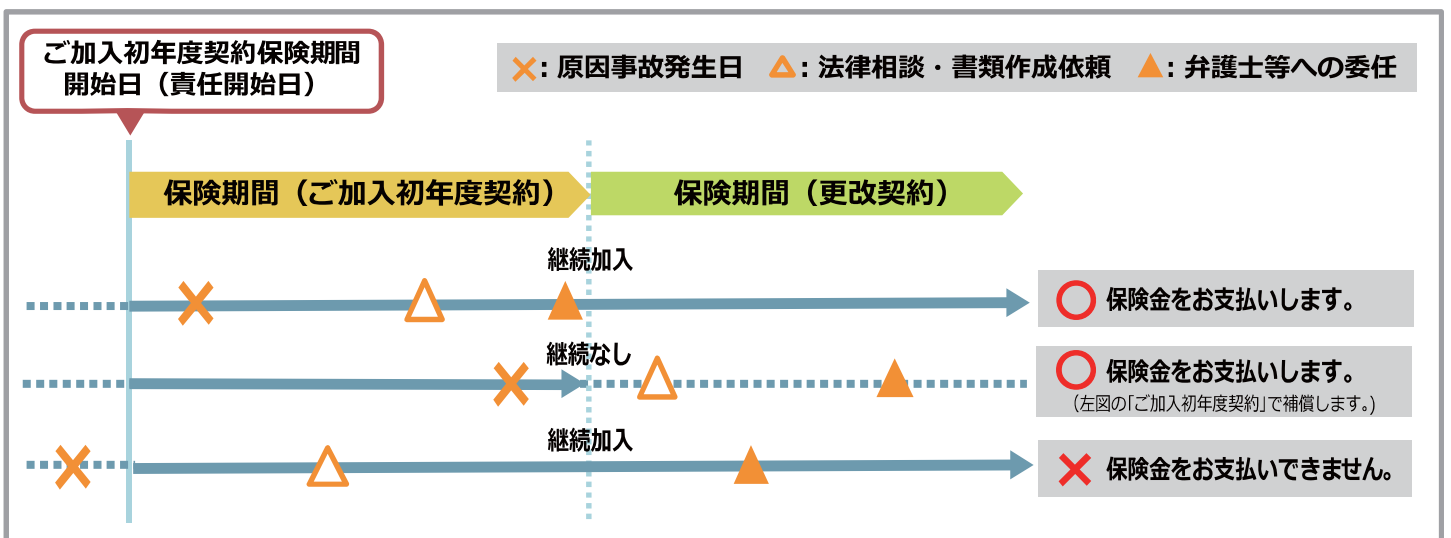 ご加入初年度契約保険期間
開始日（責任開始日）
×：原因事故発生日　△：法律相談・書類作成依頼　▲：弁護士等への委任
保険期間（ご加入初年度契約）
保険期間（更改契約）
継続加入
○ 保険金をお支払いします。
継続なし
○ 保険金をお支払いします。
（左図の「ご加入初年度契約」で補償します。）
継続加入
× 保険金をお支払いできません。